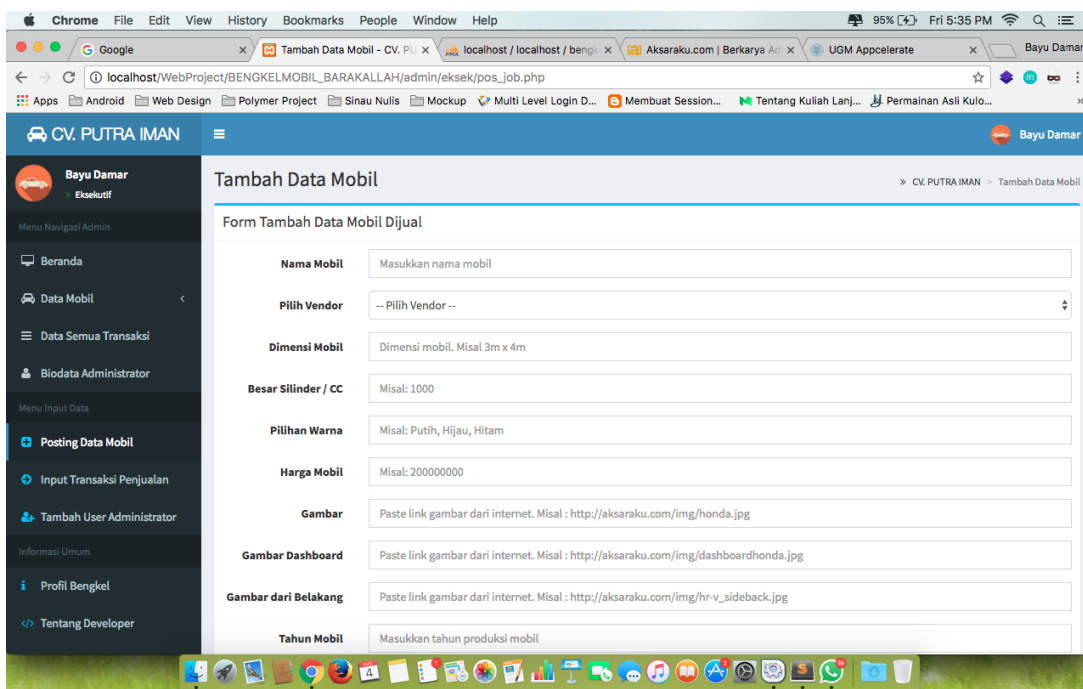 Chrome File Edit View History Bookmarks People Window Help 95% Fri 5:35 PM
Google
Tambah Data Mobil - CV. PU
localhost / localhost / bengk
Aksaraku.com | Berkarya Ad
UGM Appcelerate
Bayu Damar
localhost/WebProject/BENGKELMOBIL_BARAKALLAH/admin/eksek/pos_job.php
Apps Android Web Design Polymer Project Sinau Nulis Mockup Multi Level Login D... Membuat Session... Tentang Kuliah Lanj... Permainan Asli Kulo... »
CV. PUTRA IMAN
Bayu Damar
Bayu Damar
Eksekutif
Menu Navigasi Admin
Beranda
Data Mobil
Data Semua Transaksi
Biodata Administrator
Menu Input Data
Posting Data Mobil
Input Transaksi Penjualan
Tambah User Administrator
Informasi Umum
Profil Bengkel
Tentang Developer
Tambah Data Mobil
» CV. PUTRA IMAN > Tambah Data Mobil
Form Tambah Data Mobil Dijual
Nama Mobil Masukkan nama mobil
Pilih Vendor -- Pilih Vendor --
Dimensi Mobil Dimensi mobil. Misal 3m x 4m
Besar Silinder / CC Misal: 1000
Pilihan Warna Misal: Putih, Hijau, Hitam
Harga Mobil Misal: 200000000
Gambar Paste link gambar dari internet. Misal : http://aksaraku.com/img/honda.jpg
Gambar Dashboard Paste link gambar dari internet. Misal : http://aksaraku.com/img/dashboardhonda.jpg
Gambar dari Belakang Paste link gambar dari internet. Misal : http://aksaraku.com/img/hr-v_sideback.jpg
Tahun Mobil Masukkan tahun produksi mobil
4